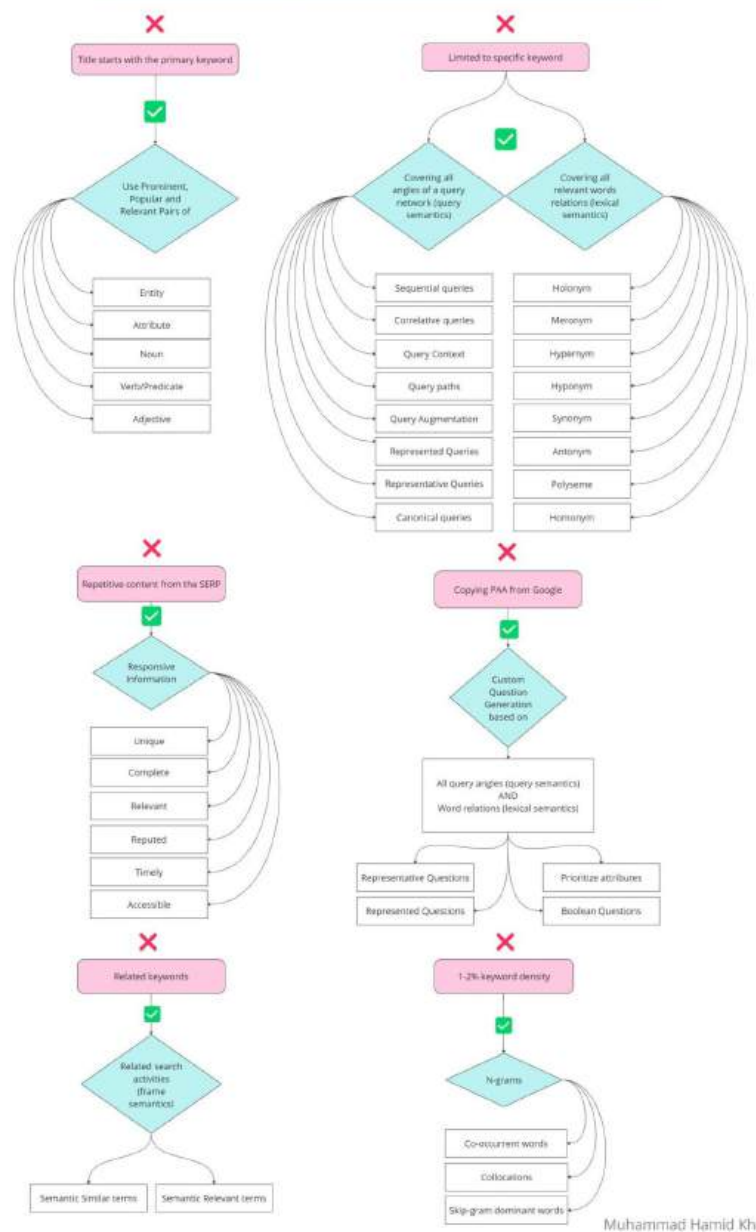 Title starts with the primary keyword
Use Prominent,
Popular and
Relevant Pairs of
Entity
Attribute
Noun
Verb/Predicate
Adjective
Limited to specific keyword
Covering all
angles of a query
network (query
semantics)
Covering all
relevant words
relations (lexical
semantics)
Sequential queries
Correlative queries
Query Context
Query paths
Query Augmentation
Represented Queries
Representative Queries
Canonical queries
Holonym
Meronym
Hypernym
Hyponym
Synonym
Antonym
Polyseme
Homonym
Repetitive content from the SERP
Responsive
Information
Unique
Complete
Relevant
Reputed
Timely
Accessible
Copying PAA from Google
Custom
Question
Generation
based on
All query angles (query semantics)
AND
Word relations (lexical semantics)
Representative Questions
Prioritize attributes
Represented Questions
Boolean Questions
Related keywords
Related search
activities
(frame
semantics)
Semantic Similar terms
Semantic Relevant terms
1-2% keyword density
N-grams
Co-occurrent words
Collocations
Skip-gram dominant words
Muhammad Hamid Kh